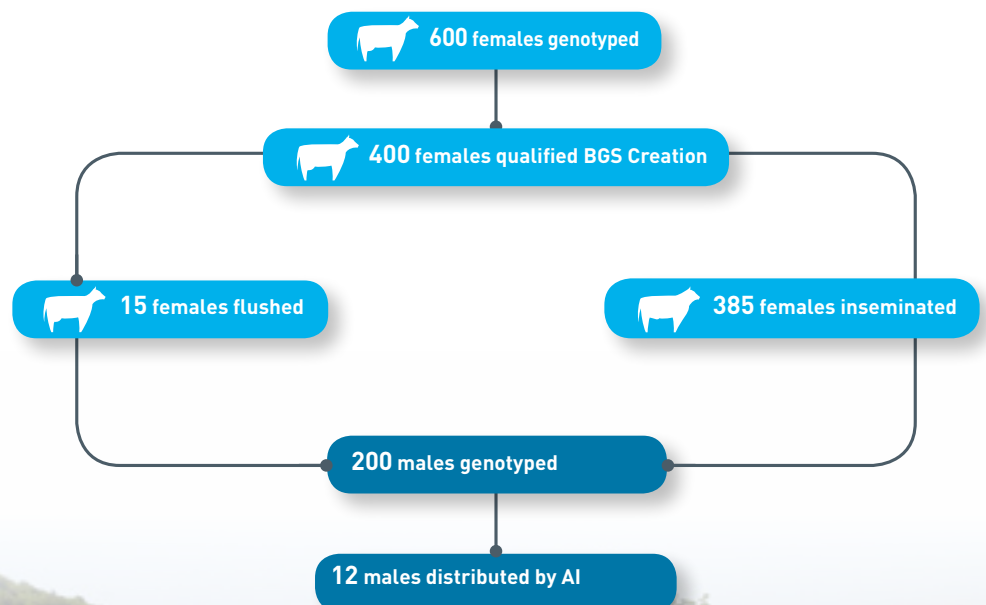 600 females genotyped
400 females qualified BGS Creation
15 females flushed
385 females inseminated
200 males genotyped
12 males distributed by AI